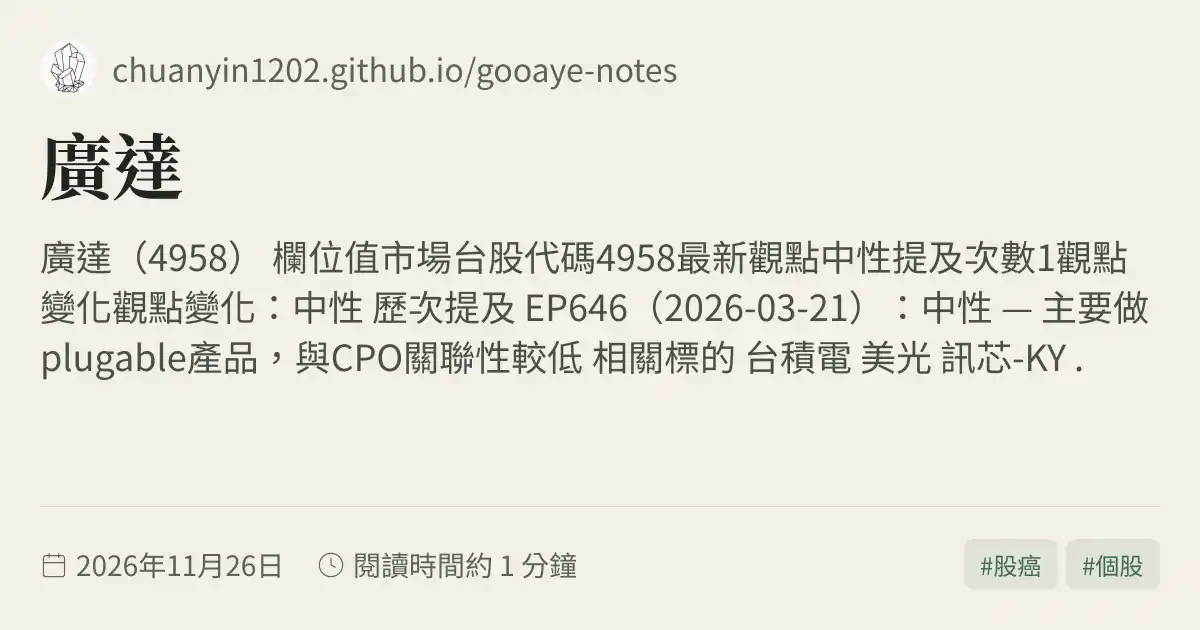 chuanyin1202.github.io/gooaye-notes
廣達
廣達（4958） 欄位值市場台股代碼4958最新觀點中性提及次數1觀點
變化觀點變化：中性 歷次提及 EP646（2026-03-21）：中性 — 主要做
plugable產品，與CPO關聯性較低 相關標的 台積電 美光 訊芯-KY .
2026年11月26日 閱讀時間約 1 分鐘 #股癌 #個股